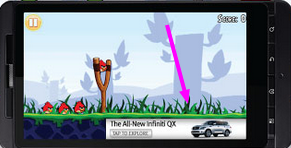 SCORE: 0
The All-New Infiniti QX
TAP TO EXPLORE